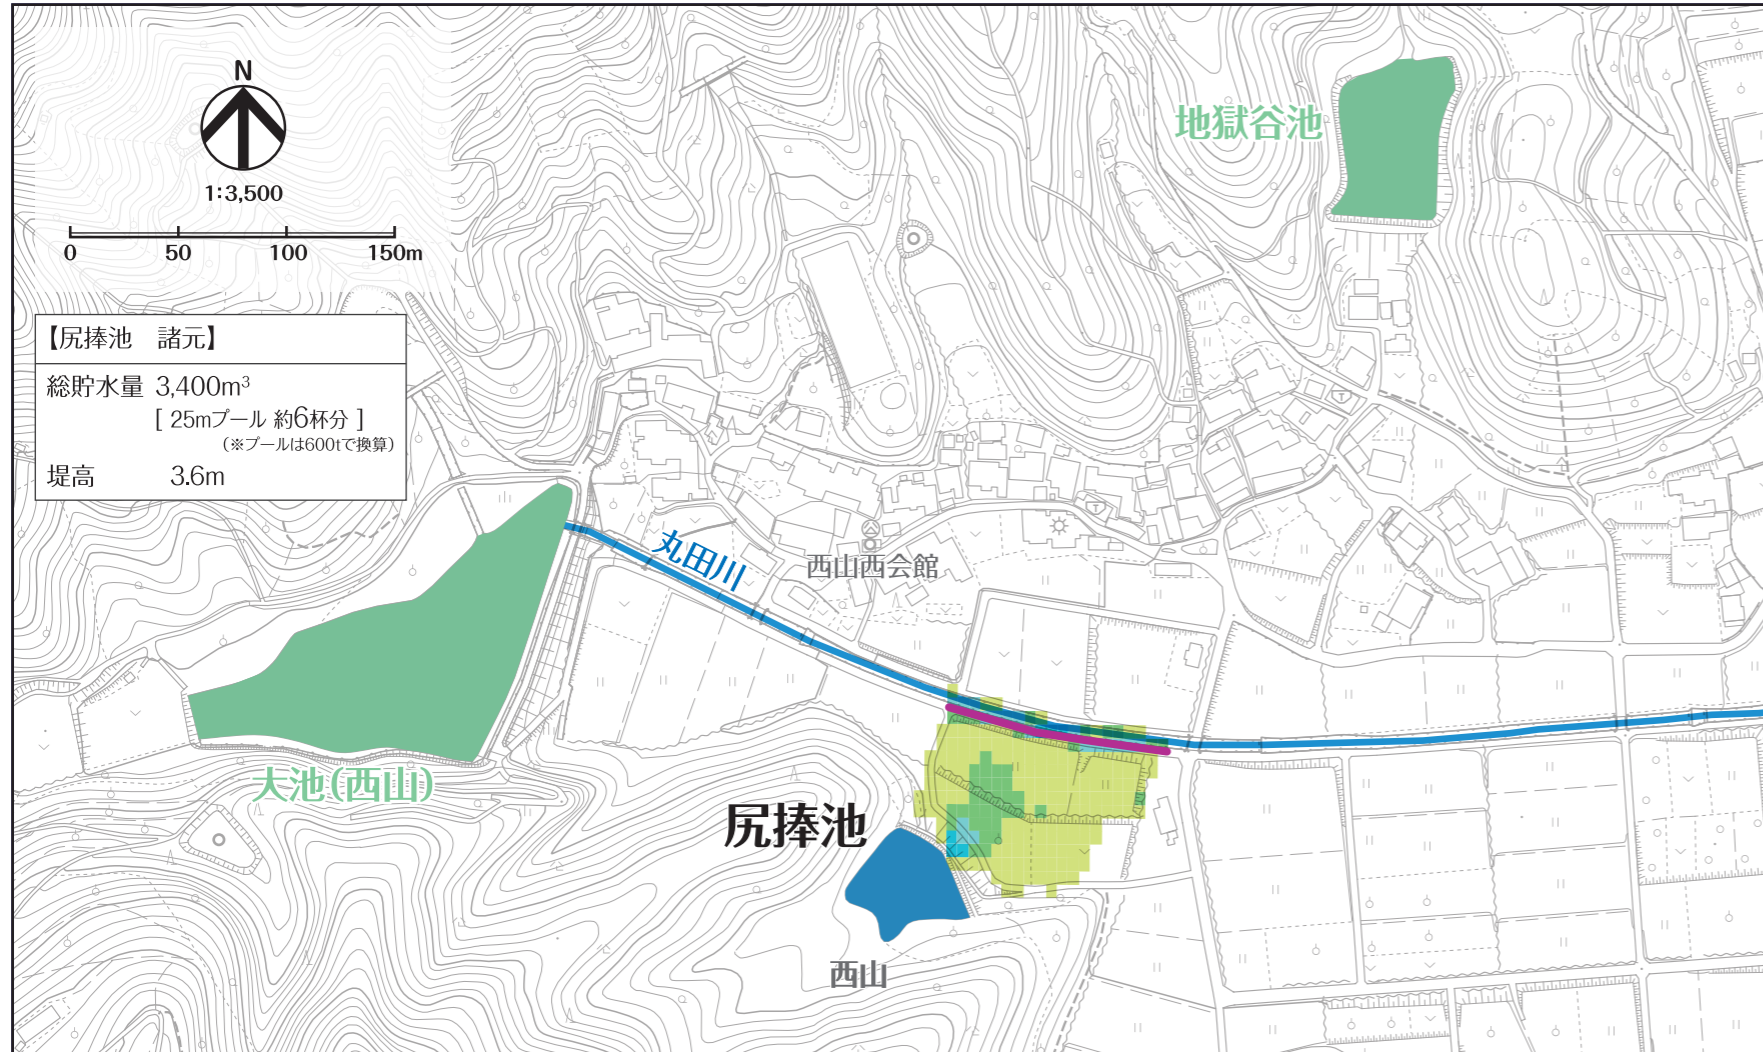 N
1:3,500
0 50 100 150m
地獄谷池
【尻捧池 諸元】
総貯水量 3,400m³
[ 25mプール 約6杯分 ]
（※プールは600tで換算）
堤高 3.6m
丸田川
西山西会館
大池(西山)
尻捧池
西山